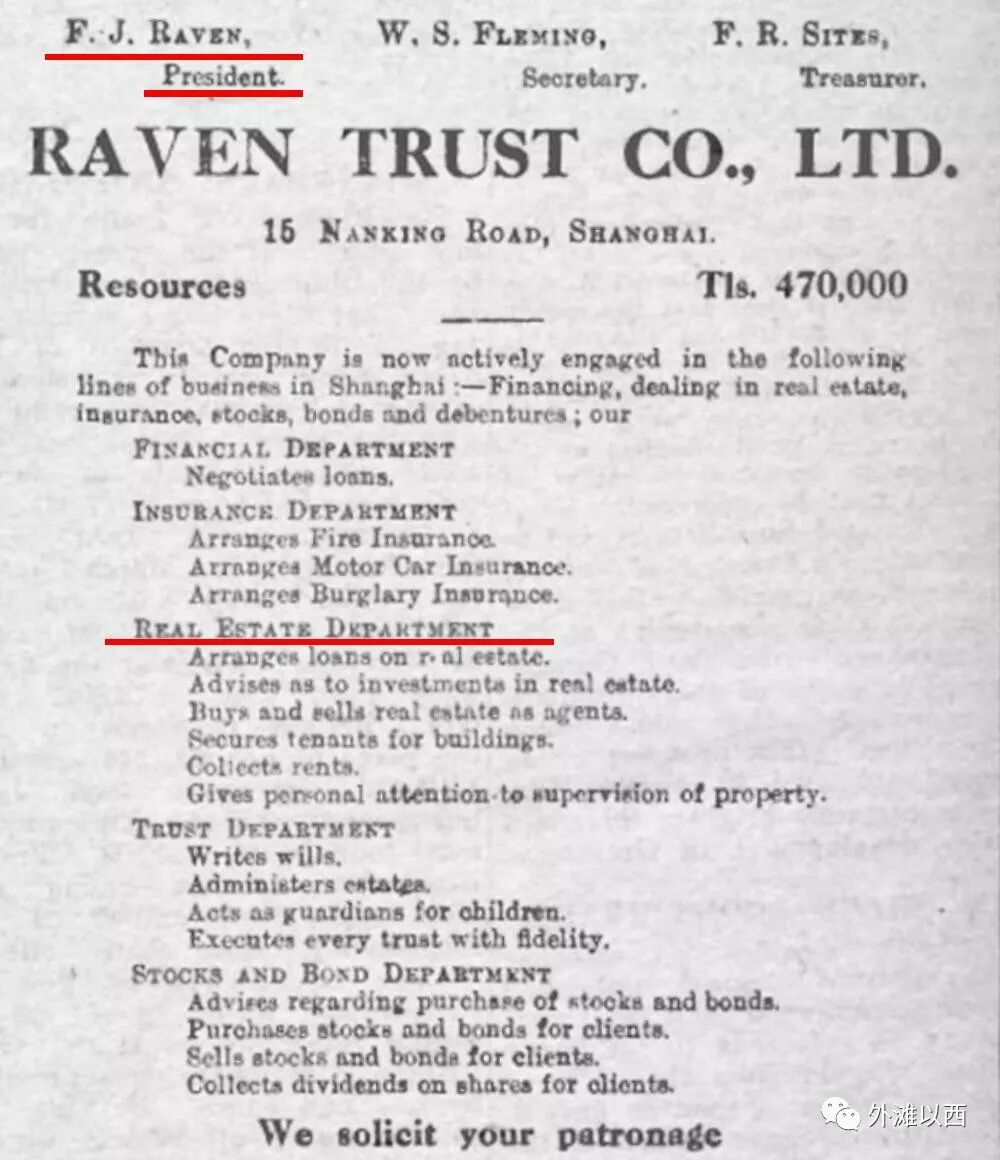 F. J. RAVEN, W. S. FLEMING, F. R. SITES,
President. Secretary. Treasurer.
RAVEN TRUST CO., LTD.
15 NANKING ROAD, SHANGHAI.
Resources Tls. 470,000
This Company is now actively engaged in the following
lines of business in Shanghai :—Financing, dealing in real estate,
insurance, stocks, bonds and debentures ; our
FINANCIAL DEPARTMENT
Negotiates loans.
INSURANCE DEPARTMENT
Arranges Fire Insurance.
Arranges Motor Car Insurance.
Arranges Burglary Insurance.
REAL ESTATE DEPARTMENT
Arranges loans on real estate.
Advises as to investments in real estate.
Buys and sells real estate as agents.
Secures tenants for buildings.
Collects rents.
Gives personal attention to supervision of property.
TRUST DEPARTMENT
Writes wills.
Administers estates.
Acts as guardians for children.
Executes every trust with fidelity.
STOCKS AND BOND DEPARTMENT
Advises regarding purchase of stocks and bonds.
Purchases stocks and bonds for clients.
Sells stocks and bonds for clients.
Collects dividends on shares for clients.
We solicit your patronage
外滩以西